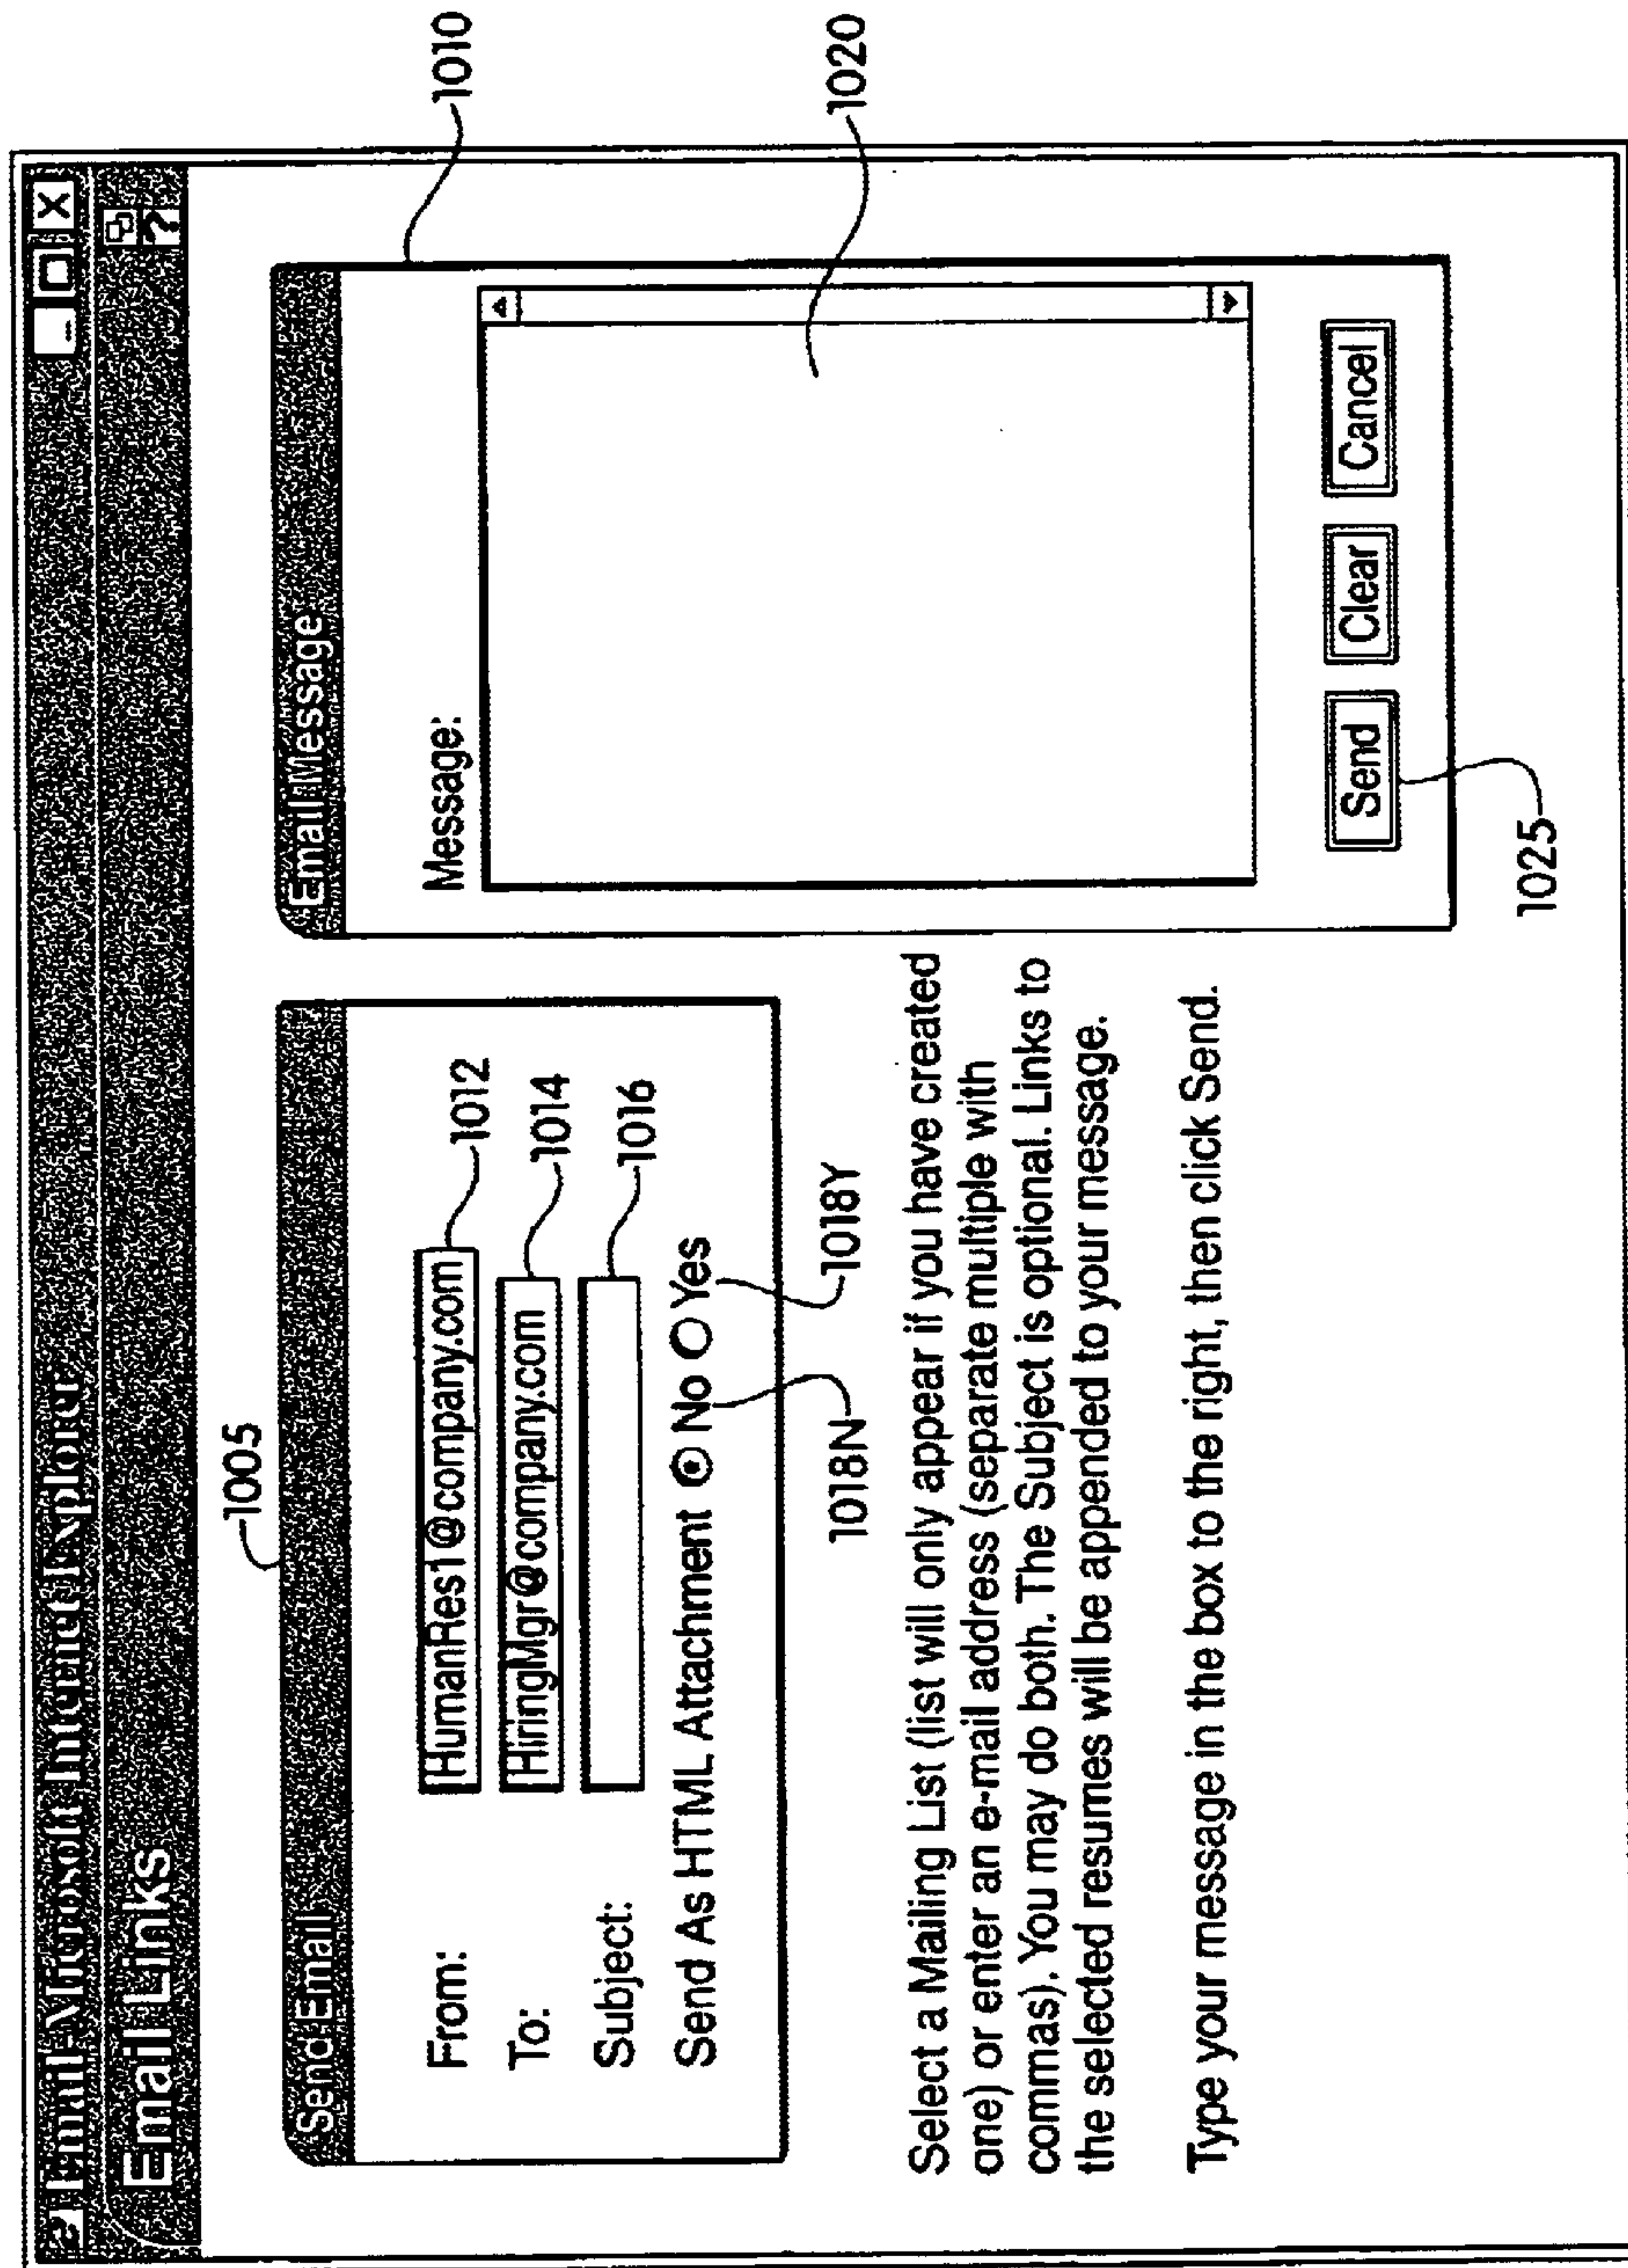 Email-Microsoft Internet Explorer
Email Links
1005
Send Email
From:
HumanRes1@company.com
1012
To:
HiringMgr@company.com
1014
Subject:
1016
Send As HTML Attachment No Yes
1018N
1018Y
Select a Mailing List (list will only appear if you have created
one) or enter an e-mail address (separate multiple with
commas). You may do both. The Subject is optional. Links to
the selected resumes will be appended to your message.
Type your message in the box to the right, then click Send.
Email Message
1010
Message:
1020
Send Clear Cancel
1025